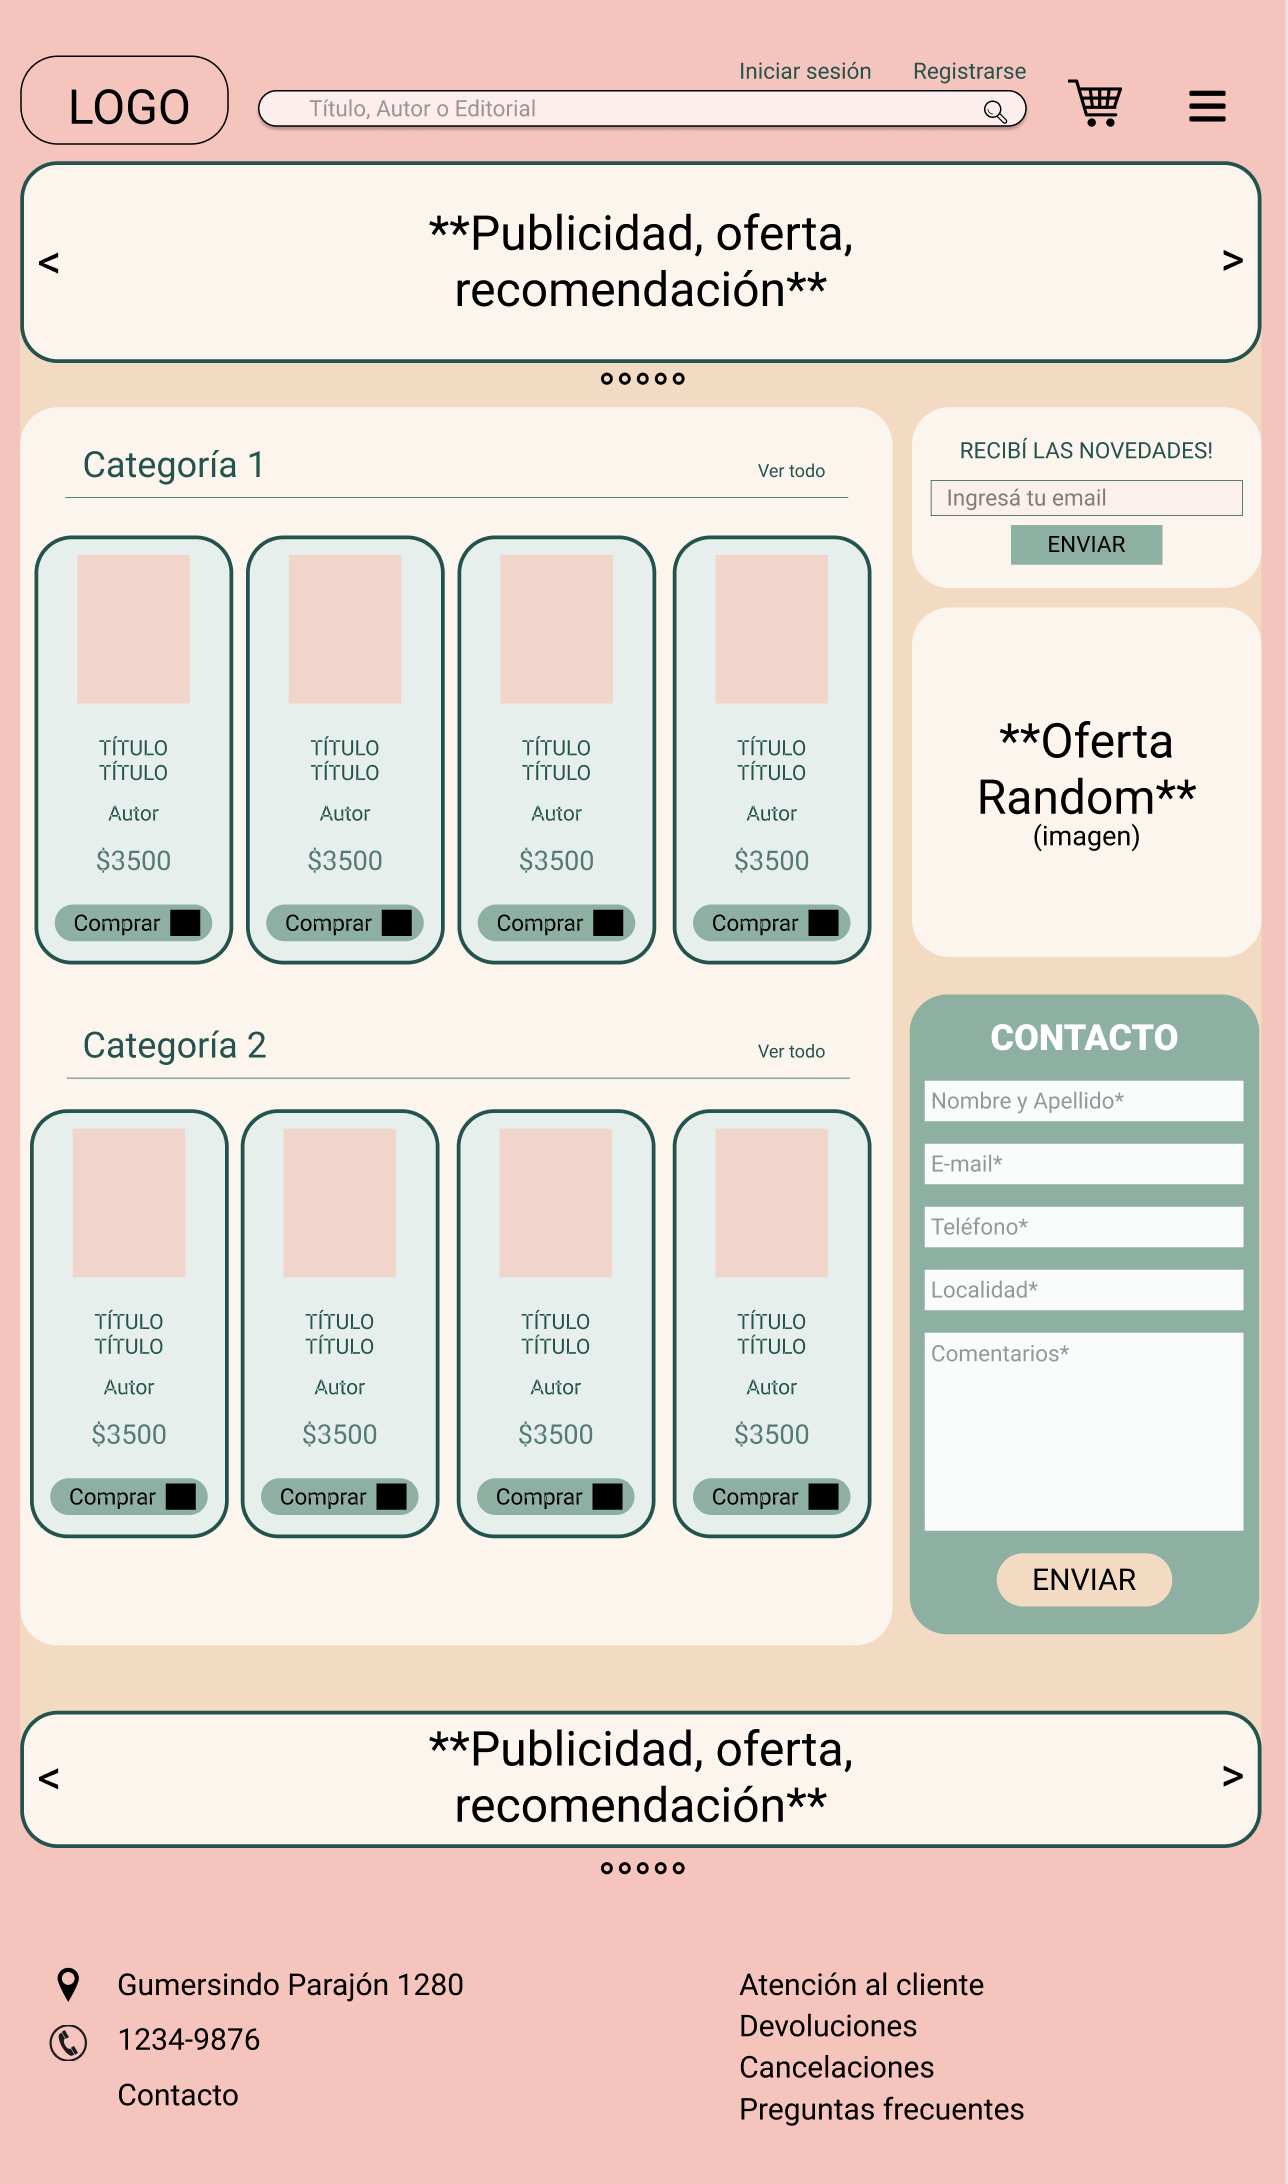 Iniciar sesión Registrarse
LOGO
Título, Autor o Editorial
**Publicidad, oferta,
recomendación**
<
>
Categoría 1
Ver todo
TÍTULO
TÍTULO
Autor
$3500
Comprar
TÍTULO
TÍTULO
Autor
$3500
Comprar
TÍTULO
TÍTULO
Autor
$3500
Comprar
TÍTULO
TÍTULO
Autor
$3500
Comprar
Categoría 2
Ver todo
TÍTULO
TÍTULO
Autor
$3500
Comprar
TÍTULO
TÍTULO
Autor
$3500
Comprar
TÍTULO
TÍTULO
Autor
$3500
Comprar
TÍTULO
TÍTULO
Autor
$3500
Comprar
RECIBÍ LAS NOVEDADES!
Ingresá tu email
ENVIAR
**Oferta
Random**
(imagen)
CONTACTO
Nombre y Apellido*
E-mail*
Teléfono*
Localidad*
Comentarios*
ENVIAR
**Publicidad, oferta,
recomendación**
<
>
Gumersindo Parajón 1280
1234-9876
Contacto
Atención al cliente
Devoluciones
Cancelaciones
Preguntas frecuentes